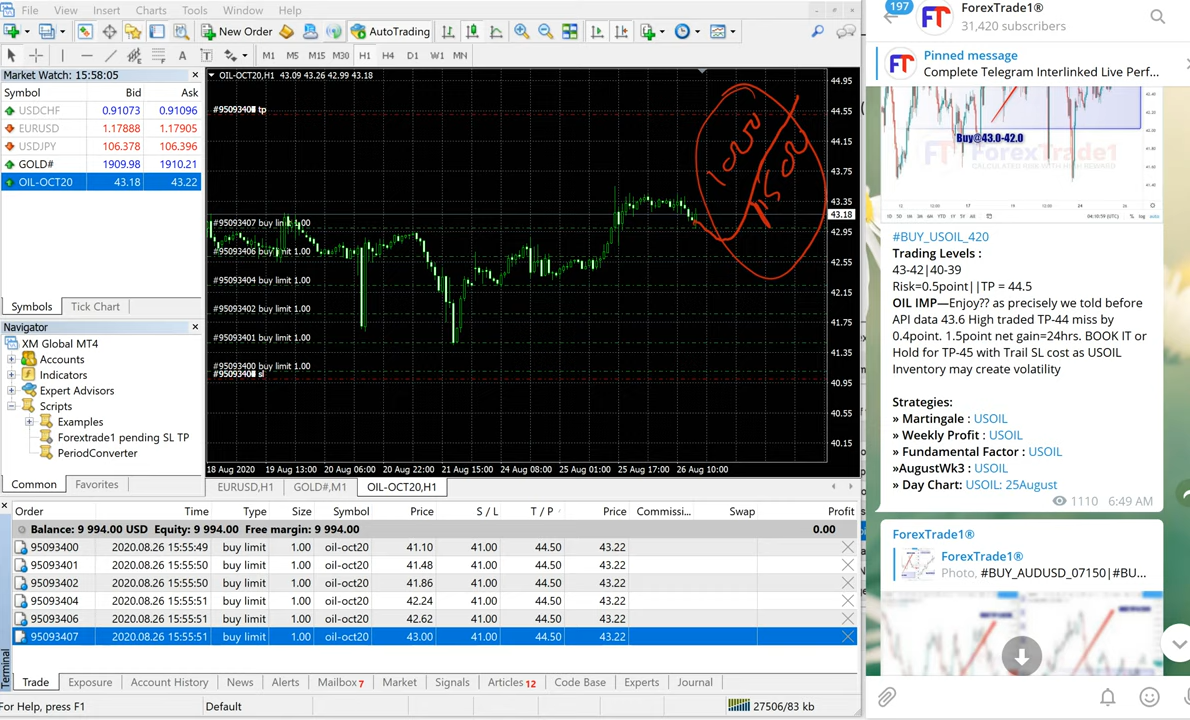 File View Insert Charts Tools Window Help
New Order AutoTrading
A T M1 M5 M15 M30 H1 H4 D1 W1 MN
Market Watch: 15:58:05
Symbol Bid Ask
USDCHF 0.91073 0.91096
EURUSD 1.17888 1.17905
USDJPY 106.378 106.396
GOLD# 1909.98 1910.21
OIL-OCT20 43.18 43.22
Symbols Tick Chart
Navigator
XM Global MT4
Accounts
Indicators
Expert Advisors
Scripts
Examples
Forextrade1 pending SL TP
PeriodConverter
Common Favorites
OIL-OCT20,H1 43.09 43.26 42.99 43.18
tp
#95093407 buy limit 1.00
#95093406 buy limit 1.00
#95093404 buy limit 1.00
#95093402 buy limit 1.00
#95093401 buy limit 1.00
#95093400 buy limit 1.00
sl
44.95
44.55
44.15
43.75
43.35
43.18
42.95
42.55
42.15
41.75
41.35
40.95
40.55
40.15
18 Aug 2020 19 Aug 13:00 20 Aug 06:00 20 Aug 22:00 21 Aug 15:00 24 Aug 08:00 25 Aug 01:00 25 Aug 17:00 26 Aug 10:00
EURUSD,H1 GOLD#,M1 OIL-OCT20,H1
Order Time Type Size Symbol Price S / L T / P Price Commissi... Swap Profit
Balance: 9 994.00 USD Equity: 9 994.00 Free margin: 9 994.00 0.00
95093400 2020.08.26 15:55:49 buy limit 1.00 oil-oct20 41.10 41.00 44.50 43.22
95093401 2020.08.26 15:55:50 buy limit 1.00 oil-oct20 41.48 41.00 44.50 43.22
95093402 2020.08.26 15:55:50 buy limit 1.00 oil-oct20 41.86 41.00 44.50 43.22
95093404 2020.08.26 15:55:51 buy limit 1.00 oil-oct20 42.24 41.00 44.50 43.22
95093406 2020.08.26 15:55:51 buy limit 1.00 oil-oct20 42.62 41.00 44.50 43.22
95093407 2020.08.26 15:55:51 buy limit 1.00 oil-oct20 43.00 41.00 44.50 43.22
Terminal
Trade Exposure Account History News Alerts Mailbox 7 Market Signals Articles 12 Code Base Experts Journal
For Help, press F1 Default 27506/83 kb
197
FT
ForexTrade1®
31,420 subscribers
FT
Pinned message
Complete Telegram Interlinked Live Perf...
Buy@43.0-42.0
ForexTrade1
#BUY_USOIL_420
Trading Levels :
43-42|40-39
Risk=0.5point||TP = 44.5
OIL IMP—Enjoy?? as precisely we told before
API data 43.6 High traded TP-44 miss by
0.4point. 1.5point net gain=24hrs. BOOK IT or
Hold for TP-45 with Trail SL cost as USOIL
Inventory may create volatility
Strategies:
» Martingale : USOIL
» Weekly Profit : USOIL
» Fundamental Factor : USOIL
»AugustWk3 : USOIL
» Day Chart: USOIL: 25August
1110 6:49 AM
ForexTrade1®
ForexTrade1®
Photo, #BUY_AUDUSD_07150|#BU...